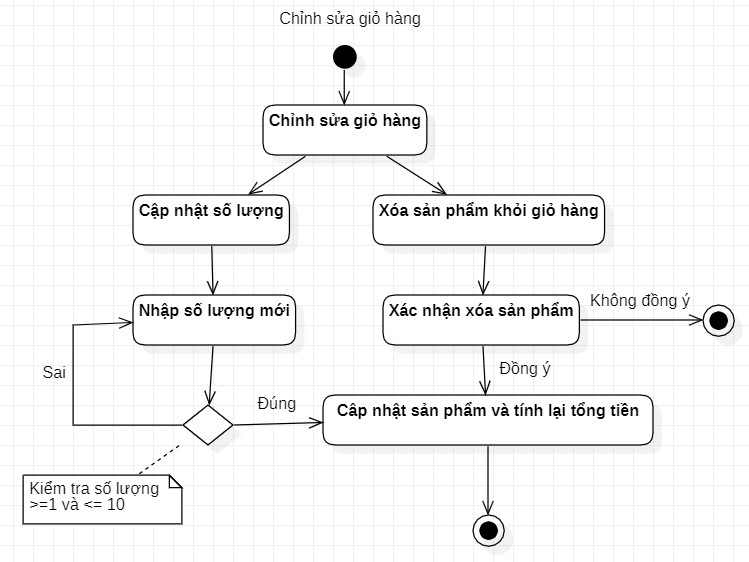 Chỉnh sửa giỏ hàng
Chỉnh sửa giỏ hàng
Cập nhật số lượng
Xóa sản phẩm khỏi giỏ hàng
Nhập số lượng mới
Xác nhận xóa sản phẩm
Không đồng ý
Sai
Đồng ý
Đúng
Câp nhật sản phẩm và tính lại tổng tiền
Kiểm tra số lượng
>=1 và <= 10